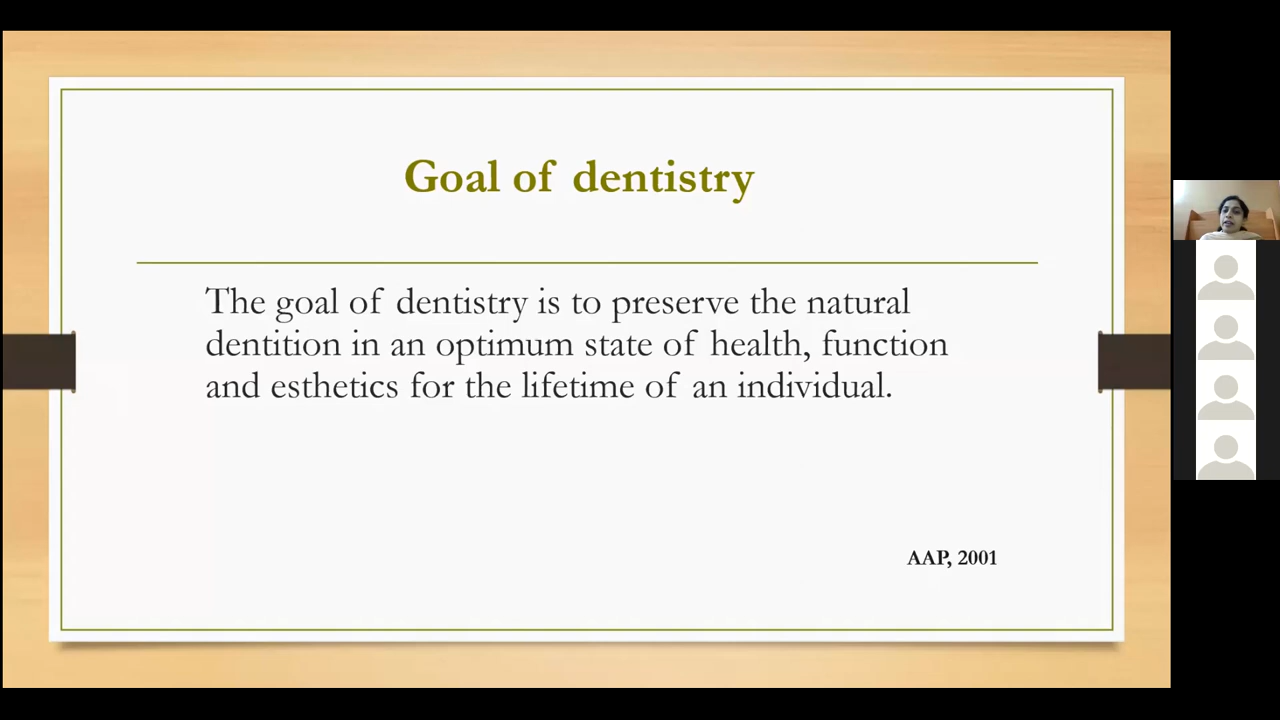 Goal of dentistry
The goal of dentistry is to preserve the natural
dentition in an optimum state of health, function
and esthetics for the lifetime of an individual.
AAP, 2001